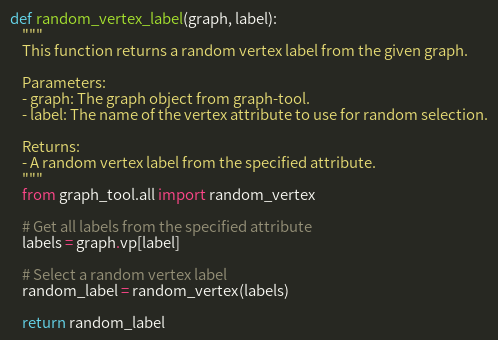 def random_vertex_label(graph, label):
"""
This function returns a random vertex label from the given graph.
Parameters:
- graph: The graph object from graph-tool.
- label: The name of the vertex attribute to use for random selection.
Returns:
- A random vertex label from the specified attribute.
"""
from graph_tool.all import random_vertex
# Get all labels from the specified attribute
labels = graph.vp[label]
# Select a random vertex label
random_label = random_vertex(labels)
return random_label